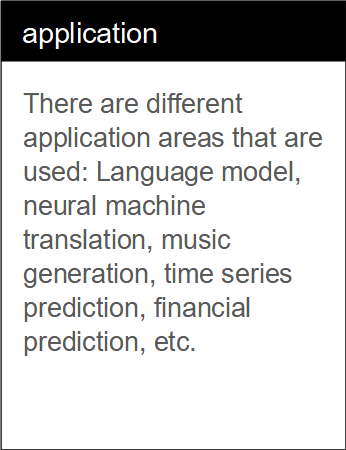 application
There are different
application areas that are
used: Language model,
neural machine
translation, music
generation, time series
prediction, financial
prediction, etc.